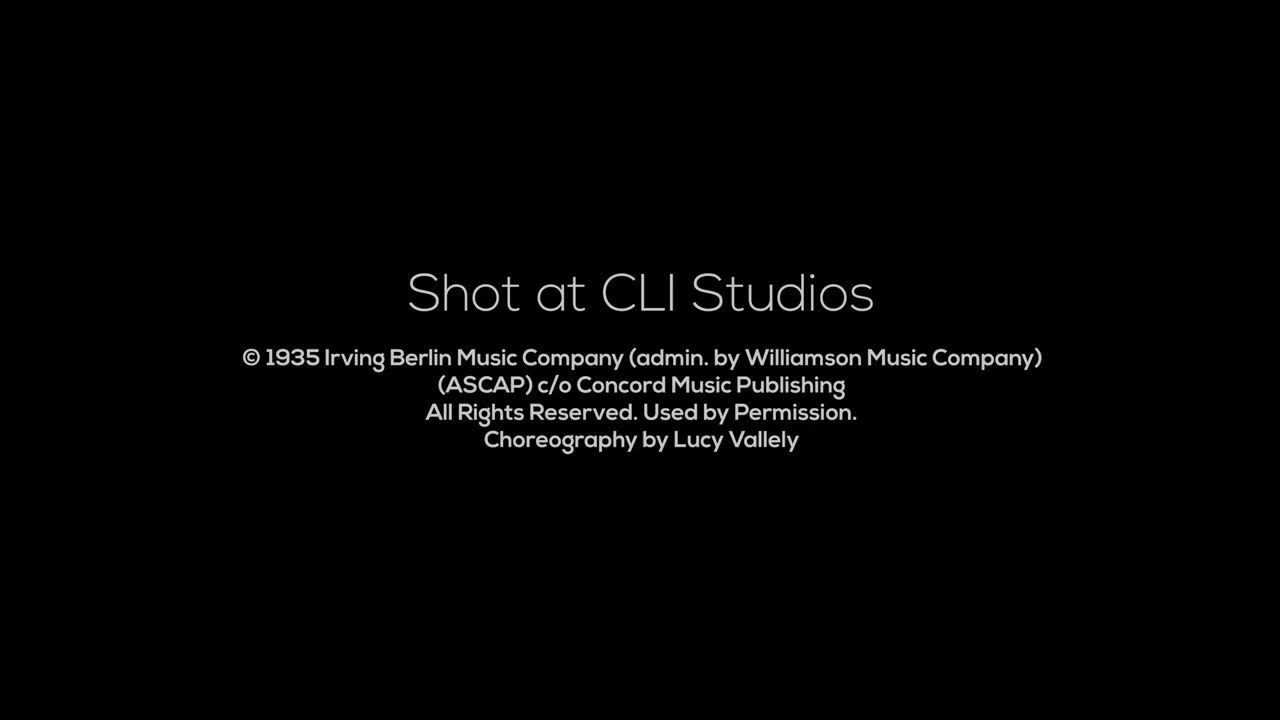 Shot at CLI Studios
© 1935 Irving Berlin Music Company (admin. by Williamson Music Company)
(ASCAP) c/o Concord Music Publishing
All Rights Reserved. Used by Permission.
Choreography by Lucy Vallely